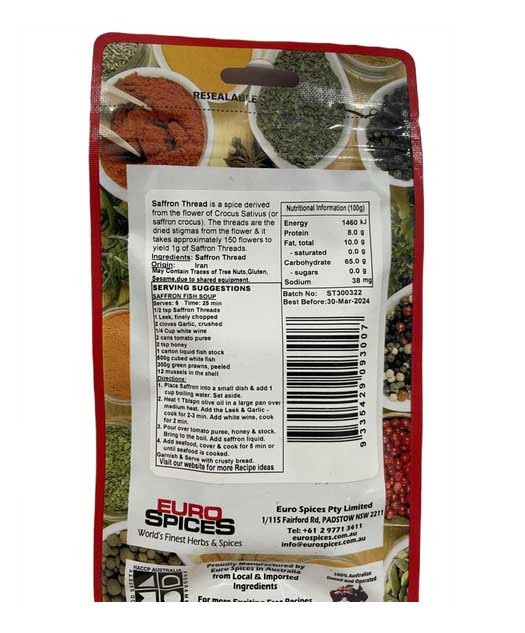 RESEALABLE
Saffron Thread is a spice derived
from the flower of Crocus Sativus (or
saffron crocus). The threads are the
dried stigmas from the flower & it
takes approximately 150 flowers to
yield 1g of Saffron Threads.
Ingredients: Saffron Thread
Origin: Iran
May Contain Traces of Tree Nuts,Gluten,
Sesame,due to shared equipment.
SERVING SUGGESTIONS
SAFFRON FISH SOUP
Serves: 6 Time: 25 min
1/2 tsp Saffron Threads
1 Leek, finely chopped
2 cloves Garlic, crushed
1/4 Cup white wine
2 cans tomato puree
2 tsp honey
1 carton liquid fish stock
500g cubed white fish
300g green prawns, peeled
12 mussels in the shell
Directions:
1. Place Saffron into a small dish & add 1
cup boiling water. Set aside.
2. Heat 1 Tblspn olive oil in a large pan over
medium heat. Add the Leek & Garlic -
cook for 2-3 min. Add white wine, cook
for 2 min.
3. Pour over tomato puree, honey & stock.
Bring to the boil. Add saffron liquid.
4. Add seafood, cover & cook for 5 min or
until seafood is cooked.
Garnish & Serve with crusty bread.
Visit our website for more Recipe ideas
Nutritional Information (100g)
Energy 1460 kJ
Protein 8.0 g
Fat, total 10.0 g
- saturated 0.0 g
Carbohydrate 65.0 g
- sugars 0.0 g
Sodium 38 mg
Batch No: ST300322
Best Before:30-Mar-2024
9335429093007
EURO
SPICES
World's Finest Herbs & Spices
Euro Spices Pty Limited
1/115 Fairford Rd, PADSTOW NSW 2211
Tel: +61 2 9771 3411
eurospices.com.au
info@eurospices.com.au
HACCP AUSTRALIA
Proudly Manufactured by
Euro Spices in Australia
from Local & Imported
Ingredients
For more Exciting Free Recipes
100% Australian
Owned and Operated